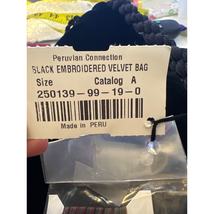 Peruvian Connection
BLACK EMBROIDERED VELVET BAG
Size Catalog A
250139-99-19-0
Made in PERU